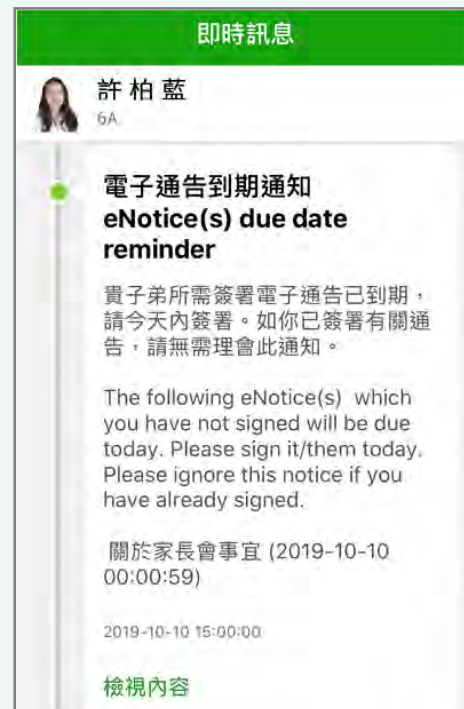 即時訊息
許柏藍
6A
電子通告到期通知
eNotice(s) due date
reminder
貴子弟所需簽署電子通告已到期，
請今天內簽署。如你已簽署有關通
告，請無需理會此通知。
The following eNotice(s) which
you have not signed will be due
today. Please sign it/them today.
Please ignore this notice if you
have already signed.
關於家長會事宜 (2019-10-10
00:00:59)
2019-10-10 15:00:00
檢視內容